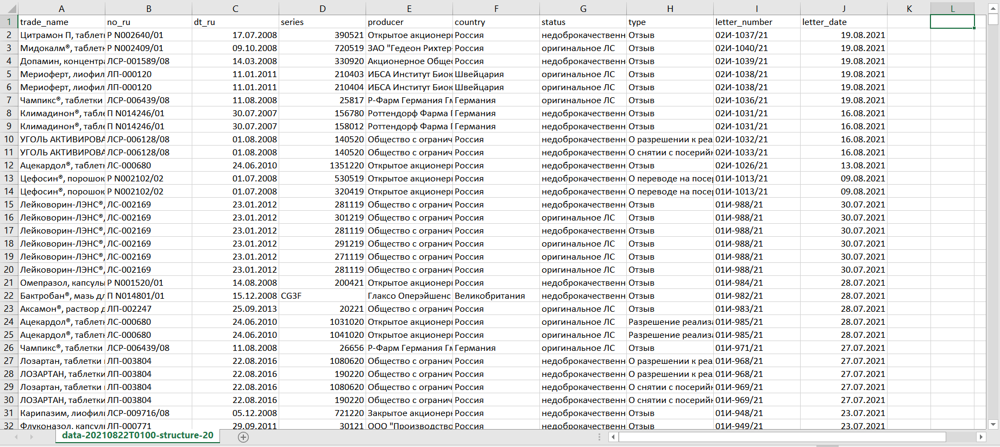 A B C D E F G H I J K L
1 trade_name no_ru dt_ru series producer country status type letter_number letter_date
2 Цитрамон П, таблет Р N002640/01 17.07.2008 390521 Открытое акционер Россия недоброкачественн Отзыв 02И-1037/21 19.08.2021
3 Мидокалм®, таблет Р N002409/01 09.10.2008 720519 ЗАО "Гедеон Рихтер- Россия оригинальное ЛС Отзыв 02И-1040/21 19.08.2021
4 Допамин, концентра ЛСР-001589/08 14.03.2008 330920 Акционерное Общес Россия недоброкачественн Отзыв 02И-1039/21 19.08.2021
5 Мериоферт, лиофил ЛП-000120 11.01.2011 210403 ИБСА Институт Биок Швейцария оригинальное ЛС Отзыв 02И-1038/21 19.08.2021
6 Мериоферт, лиофил ЛП-000120 11.01.2011 210404 ИБСА Институт Биок Швейцария оригинальное ЛС Отзыв 02И-1038/21 19.08.2021
7 Чампикс®, таблетки ЛСР-006439/08 11.08.2008 25817 Р-Фарм Германия Гм Германия оригинальное ЛС Отзыв 02И-1036/21 19.08.2021
8 Климадинон®, табле П N014246/01 30.07.2007 156780 Роттендорф Фарма Г Германия недоброкачественн Отзыв 02И-1031/21 16.08.2021
9 Климадинон®, табле П N014246/01 30.07.2007 158012 Роттендорф Фарма Г Германия недоброкачественн Отзыв 02И-1031/21 16.08.2021
10 УГОЛЬ АКТИВИРОВА ЛСР-006128/08 01.08.2008 140520 Общество с огранич Россия недоброкачественн О разрешении к реа 02И-1032/21 16.08.2021
11 УГОЛЬ АКТИВИРОВА ЛСР-006128/08 01.08.2008 140520 Общество с огранич Россия недоброкачественн О снятии с посерий 02И-1033/21 16.08.2021
12 Ацекардол®, таблет ЛС-000680 24.06.2010 1351220 Открытое акционер Россия недоброкачественн Отзыв 02И-1026/21 13.08.2021
13 Цефосин®, порошок Р N002102/02 01.07.2008 530519 Открытое акционер Россия недоброкачественн О переводе на посе 01И-1013/21 09.08.2021
14 Цефосин®, порошок Р N002102/02 01.07.2008 320419 Открытое акционер Россия недоброкачественн О переводе на посе 01И-1013/21 09.08.2021
15 Лейковорин-ЛЭНС®, ЛС-002169 23.01.2012 281119 Общество с огранич Россия недоброкачественн Отзыв 01И-988/21 30.07.2021
16 Лейковорин-ЛЭНС®, ЛС-002169 23.01.2012 301219 Общество с огранич Россия оригинальное ЛС Отзыв 01И-988/21 30.07.2021
17 Лейковорин-ЛЭНС®, ЛС-002169 23.01.2012 281119 Общество с огранич Россия недоброкачественн Отзыв 01И-988/21 30.07.2021
18 Лейковорин-ЛЭНС®, ЛС-002169 23.01.2012 291219 Общество с огранич Россия оригинальное ЛС Отзыв 01И-988/21 30.07.2021
19 Лейковорин-ЛЭНС®, ЛС-002169 23.01.2012 271119 Общество с огранич Россия оригинальное ЛС Отзыв 01И-988/21 30.07.2021
20 Лейковорин-ЛЭНС®, ЛС-002169 23.01.2012 281119 Общество с огранич Россия оригинальное ЛС Отзыв 01И-988/21 30.07.2021
21 Омепразол, капсулы Р N001520/01 14.08.2008 200421 Открытое акционер Россия недоброкачественн Отзыв 01И-984/21 28.07.2021
22 Бактробан®, мазь дл П N014801/01 15.12.2008 CG3F Глаксо Оперэйшенс Великобритания недоброкачественн Отзыв 01И-982/21 28.07.2021
23 Аксамон®, раствор д ЛП-002247 25.09.2013 20221 Общество с огранич Россия оригинальное ЛС Отзыв 01И-983/21 28.07.2021
24 Ацекардол®, таблет ЛС-000680 24.06.2010 1031020 Открытое акционер Россия оригинальное ЛС Разрешение реализа 01И-985/21 28.07.2021
25 Ацекардол®, таблет ЛС-000680 24.06.2010 1041020 Открытое акционер Россия оригинальное ЛС Разрешение реализа 01И-985/21 28.07.2021
26 Чампикс®, таблетки ЛСР-006439/08 11.08.2008 26656 Р-Фарм Германия Гм Германия оригинальное ЛС Отзыв 01И-971/21 27.07.2021
27 Лозартан, таблетки ЛП-003804 22.08.2016 1080620 Общество с огранич Россия недоброкачественн О разрешении к реа 01И-968/21 27.07.2021
28 ЛОЗАРТАН, таблетки ЛП-003804 22.08.2016 190220 Общество с огранич Россия недоброкачественн О разрешении к реа 01И-968/21 27.07.2021
29 Лозартан, таблетки ЛП-003804 22.08.2016 1080620 Общество с огранич Россия недоброкачественн О снятии с посерий 01И-969/21 27.07.2021
30 ЛОЗАРТАН, таблетки ЛП-003804 22.08.2016 190220 Общество с огранич Россия недоброкачественн О снятии с посерий 01И-969/21 27.07.2021
31 Карипазим, лиофили ЛСР-009716/08 05.12.2008 721220 Закрытое акционер Россия недоброкачественн Отзыв 01И-948/21 23.07.2021
32 Флуконазол, капсул ЛП-000771 29.09.2011 30121 ООО "Производство Россия недоброкачественн Отзыв 01И-949/21 23.07.2021
data-20210822T0100-structure-20